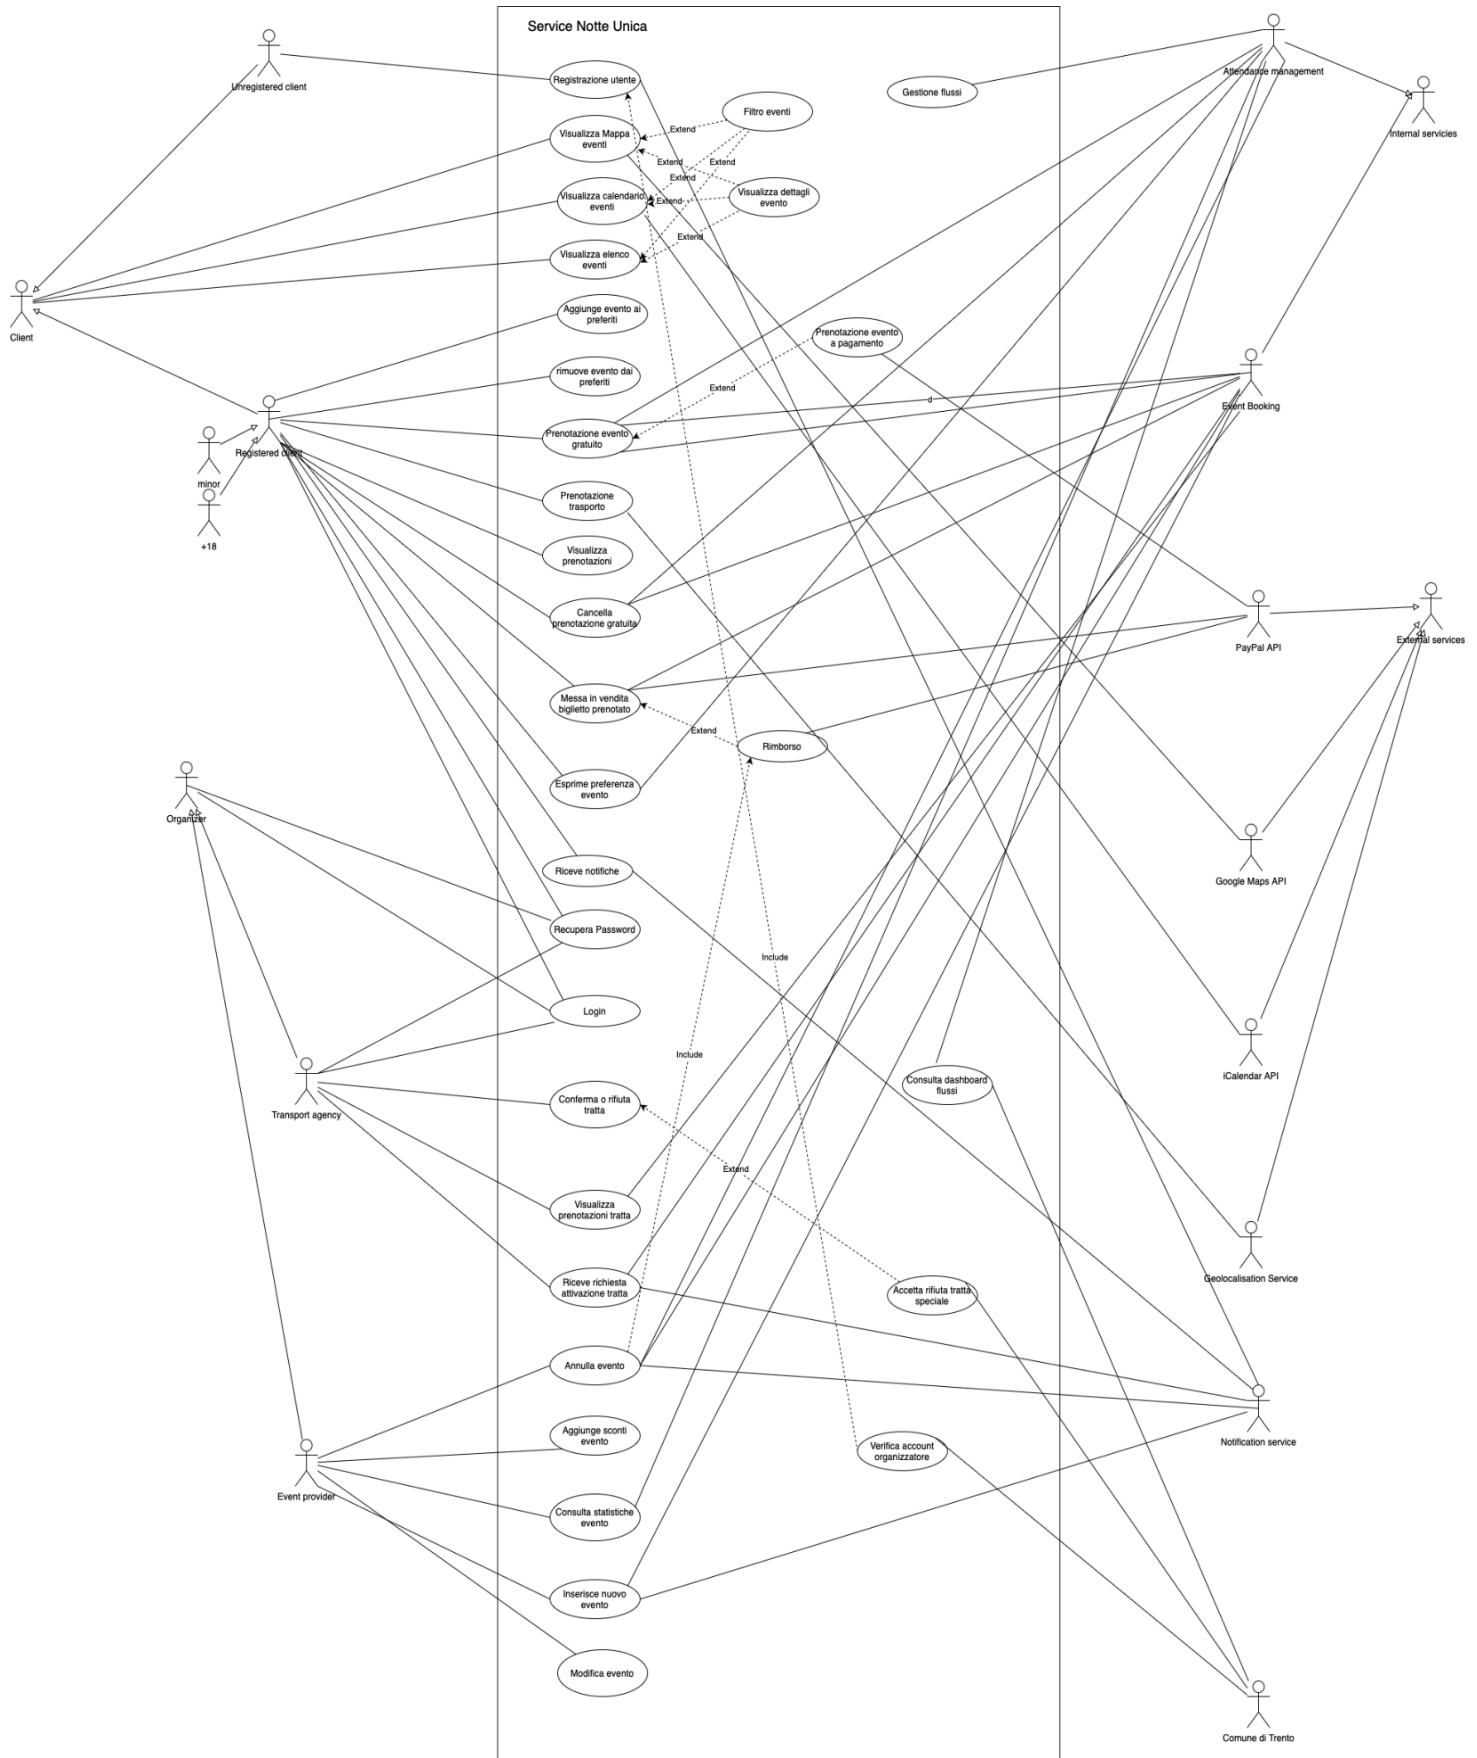 Service Notte Unica
Unregistered client
Registrazione utente
Attendance management
Gestione flussi
Filtro eventi
Internal servicies
Visualizza Mappa
eventi
Extend
Extend
Extend
Extend
Visualizza calendario
eventi
Extend
Visualizza dettagli
evento
Extend
Visualizza elenco
eventi
Client
Aggiunge evento ai
preferiti
Prenotazione evento
a pagamento
rimuove evento dai
preferiti
Extend
d
Event Booking
Prenotazione evento
gratuito
Registered client
minor
+18
Prenotazione
trasporto
Visualizza
prenotazioni
Cancella
prenotazione gratuita
PayPal API
External services
Messa in vendita
biglietto prenotato
Extend
Rimborso
Esprime preferenza
evento
Organizer
Riceve notifiche
Google Maps API
Recupera Password
Include
Login
Include
Consulta dashboard
flussi
iCalendar API
Transport agency
Conferma o rifiuta
tratta
Extend
Visualizza
prenotazioni tratta
Riceve richiesta
attivazione tratta
Accetta rifiuta tratta
speciale
Geolocalisation Service
Annulla evento
Aggiunge sconti
evento
Verifica account
organizzatore
Notification service
Event provider
Consulta statistiche
evento
Inserisce nuovo
evento
Modifica evento
Comune di Trento